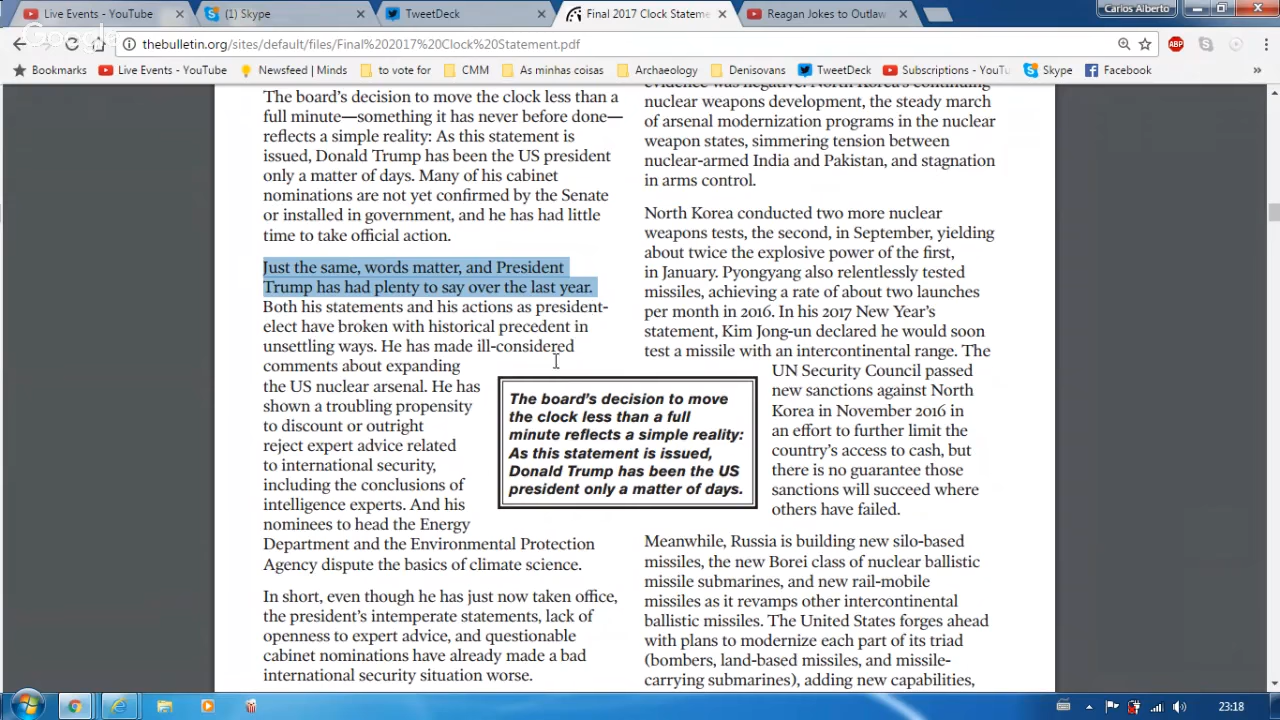 Live Events - YouTube
(1) Skype
TweetDeck
Final 2017 Clock Stateme
Reagan Jokes to Outlaw
Carlos Alberto
Google
thebulletin.org/sites/default/files/Final%202017%20Clock%20Statement.pdf
ABP
Bookmarks
Live Events - YouTube
Newsfeed | Minds
to vote for
CMM
As minhas coisas
Archaeology
Denisovans
TweetDeck
Subscriptions - YouTu
Skype
Facebook
The board’s decision to move the clock less than a
full minute—something it has never before done—
reflects a simple reality: As this statement is
issued, Donald Trump has been the US president
only a matter of days. Many of his cabinet
nominations are not yet confirmed by the Senate
or installed in government, and he has had little
time to take official action.
Just the same, words matter, and President
Trump has had plenty to say over the last year.
Both his statements and his actions as president-
elect have broken with historical precedent in
unsettling ways. He has made ill-considered
comments about expanding
the US nuclear arsenal. He has
shown a troubling propensity
to discount or outright
reject expert advice related
to international security,
including the conclusions of
intelligence experts. And his
nominees to head the Energy
Department and the Environmental Protection
Agency dispute the basics of climate science.
In short, even though he has just now taken office,
the president’s intemperate statements, lack of
openness to expert advice, and questionable
cabinet nominations have already made a bad
international security situation worse.
The board’s decision to move
the clock less than a full
minute reflects a simple reality:
As this statement is issued,
Donald Trump has been the US
president only a matter of days.
evidence was negative. North Korea’s continuing
nuclear weapons development, the steady march
of arsenal modernization programs in the nuclear
weapon states, simmering tension between
nuclear-armed India and Pakistan, and stagnation
in arms control.
North Korea conducted two more nuclear
weapons tests, the second, in September, yielding
about twice the explosive power of the first,
in January. Pyongyang also relentlessly tested
missiles, achieving a rate of about two launches
per month in 2016. In his 2017 New Year’s
statement, Kim Jong-un declared he would soon
test a missile with an intercontinental range. The
UN Security Council passed
new sanctions against North
Korea in November 2016 in
an effort to further limit the
country’s access to cash, but
there is no guarantee those
sanctions will succeed where
others have failed.
Meanwhile, Russia is building new silo-based
missiles, the new Borei class of nuclear ballistic
missile submarines, and new rail-mobile
missiles as it revamps other intercontinental
ballistic missiles. The United States forges ahead
with plans to modernize each part of its triad
(bombers, land-based missiles, and missile-
carrying submarines), adding new capabilities,
23:18